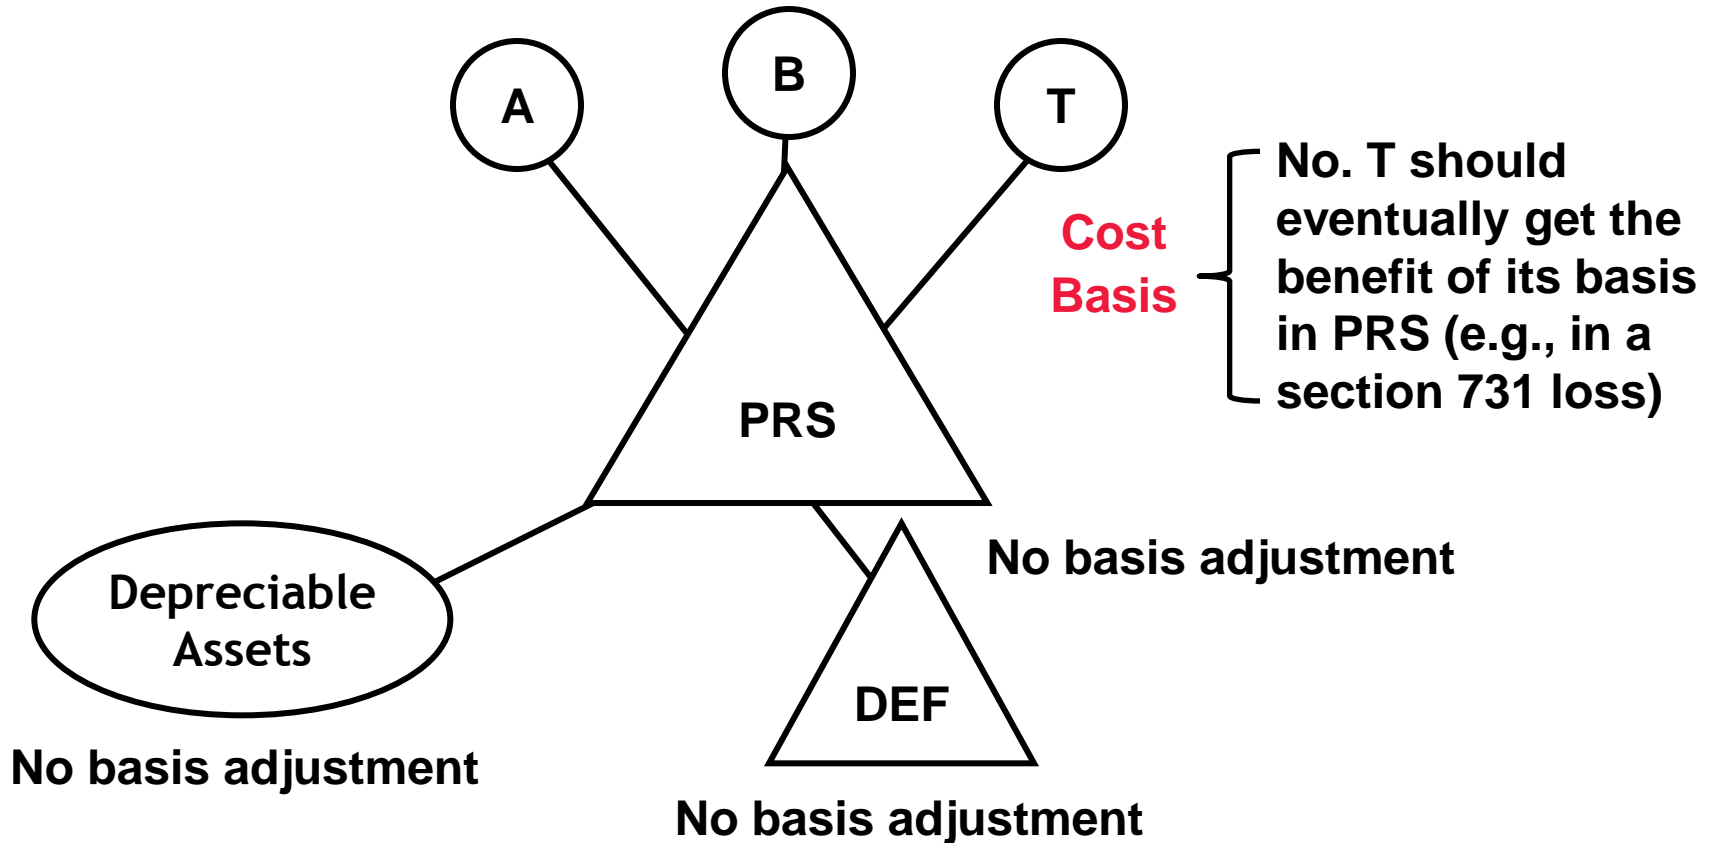 A
B
T
Cost
Basis
No. T should
eventually get the
benefit of its basis
in PRS (e.g., in a
section 731 loss)
PRS
No basis adjustment
Depreciable
Assets
DEF
No basis adjustment
No basis adjustment